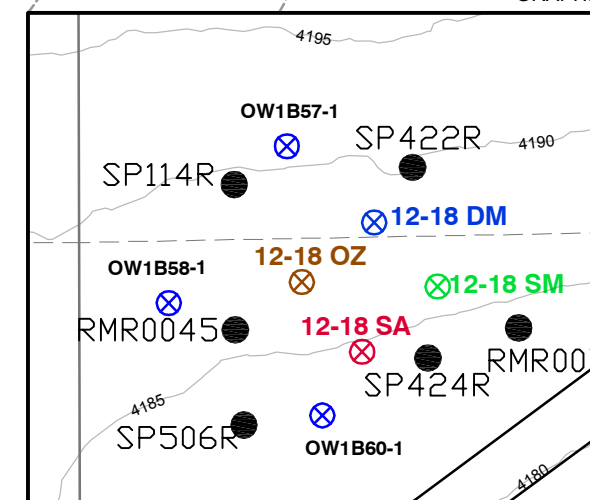 4195
OW1B57-1
SP422R
4190
SP114R
12-18 DM
12-18 OZ
OW1B58-1
12-18 SM
12-18 SA
RMR0045
RMR00
SP424R
4185
SP506R
OW1B60-1
4180